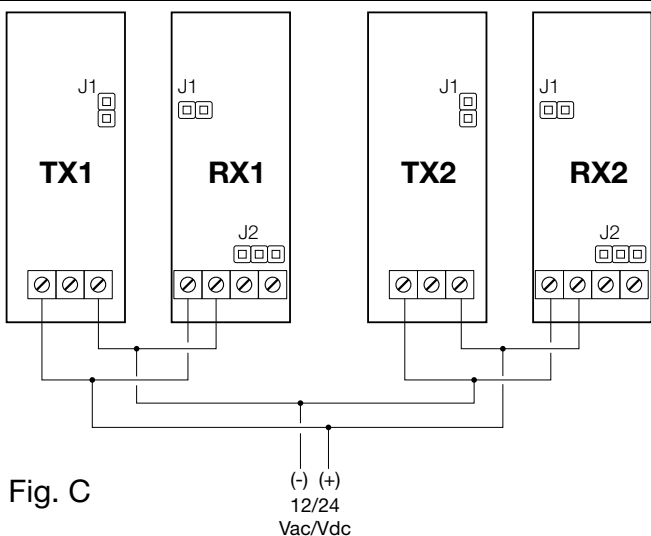 J1
J1
J1
J1
TX1
RX1
TX2
RX2
J2
J2
(-) (+)
12/24
Vac/Vdc
Fig. C